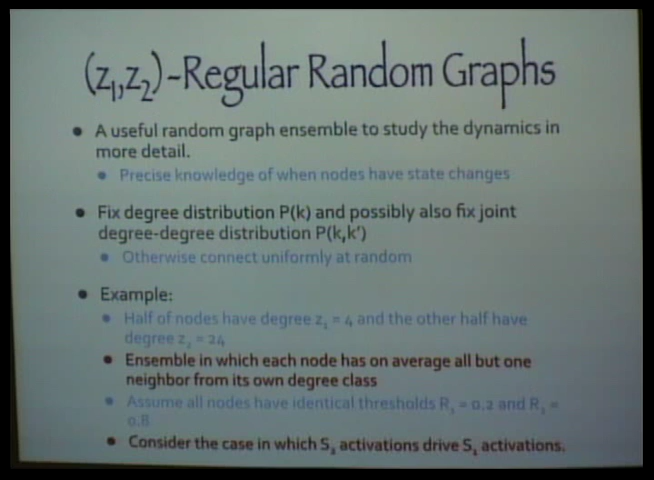 (z₁,z₂)-Regular Random Graphs
• A useful random graph ensemble to study the dynamics in
more detail.
• Precise knowledge of when nodes have state changes
• Fix degree distribution P(k) and possibly also fix joint
degree-degree distribution P(k,k')
• Otherwise connect uniformly at random
• Example:
• Half of nodes have degree z₁ = 4 and the other half have
degree z₂ = 24
• Ensemble in which each node has on average all but one
neighbor from its own degree class
• Assume all nodes have identical thresholds R₁ = 0.2 and R₂ =
0.8
• Consider the case in which S₂ activations drive S₁ activations.